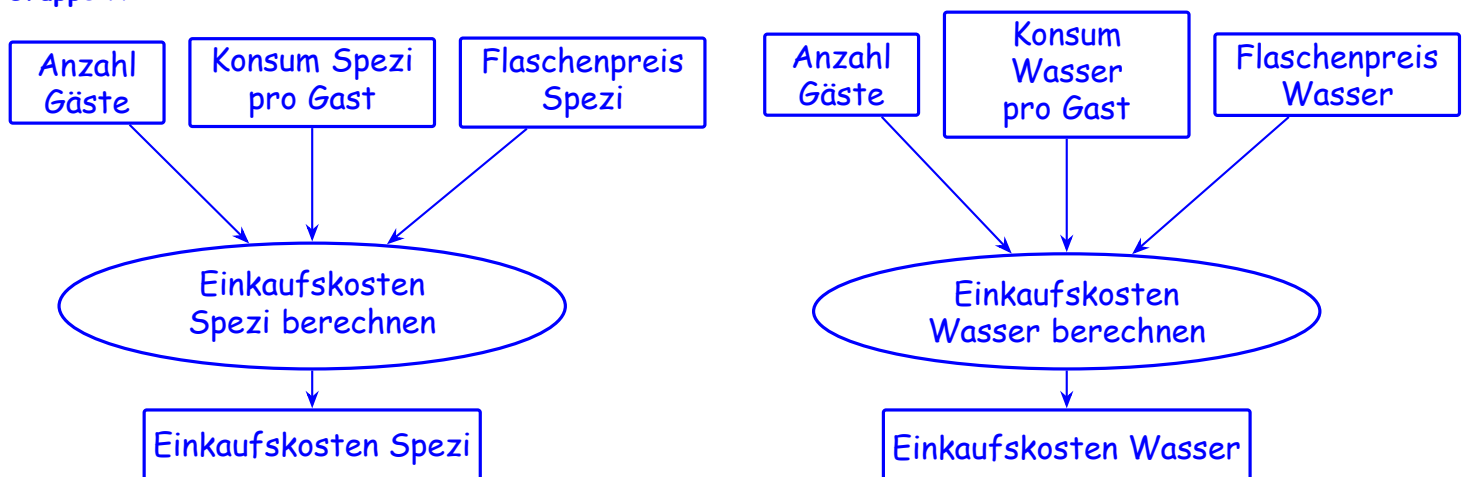 Anzahl
Gäste
Konsum Spezi
pro Gast
Flaschenpreis
Spezi
Einkaufskosten
Spezi berechnen
Einkaufskosten Spezi
Anzahl
Gäste
Konsum
Wasser
pro Gast
Flaschenpreis
Wasser
Einkaufskosten
Wasser berechnen
Einkaufskosten Wasser